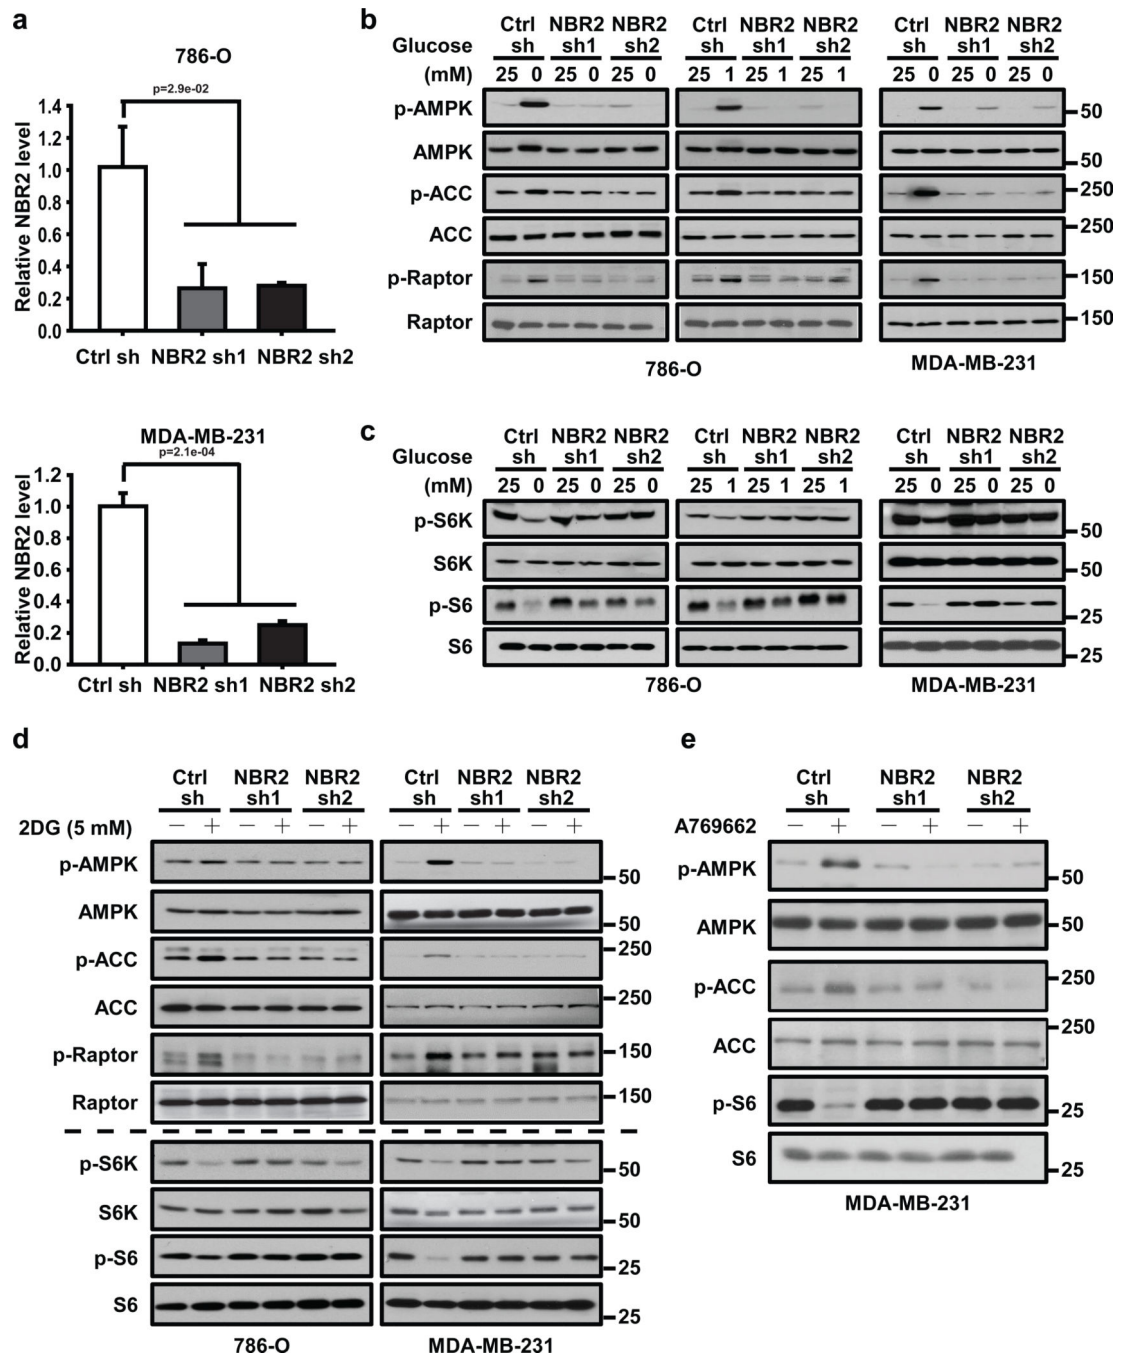 a
786-O
p=2.9e-02
Relative NBR2 level
1.4
1.2
1.0
0.8
0.6
0.4
0.2
0.0
Ctrl sh NBR2 sh1 NBR2 sh2
MDA-MB-231
p=2.1e-04
Relative NBR2 level
1.2
1.0
0.8
0.6
0.4
0.2
0.0
Ctrl sh NBR2 sh1 NBR2 sh2
b
Ctrl NBR2 NBR2 Ctrl NBR2 NBR2 Ctrl NBR2 NBR2
Glucose sh sh1 sh2 sh sh1 sh2 sh sh1 sh2
(mM) 25 0 25 0 25 0 25 1 25 1 25 1 25 0 25 0 25 0
p-AMPK 50
AMPK 50
p-ACC 250
ACC 250
p-Raptor 150
Raptor 150
786-O MDA-MB-231
c
Ctrl NBR2 NBR2 Ctrl NBR2 NBR2 Ctrl NBR2 NBR2
Glucose sh sh1 sh2 sh sh1 sh2 sh sh1 sh2
(mM) 25 0 25 0 25 0 25 1 25 1 25 1 25 0 25 0 25 0
p-S6K 50
S6K 50
p-S6 25
S6 25
786-O MDA-MB-231
d
Ctrl NBR2 NBR2 Ctrl NBR2 NBR2
sh sh1 sh2 sh sh1 sh2
2DG (5 mM) − + − + − + − + − + − +
p-AMPK 50
AMPK 50
p-ACC 250
ACC 250
p-Raptor 150
Raptor 150
p-S6K 50
S6K 50
p-S6 25
S6 25
786-O MDA-MB-231
e
Ctrl NBR2 NBR2
sh sh1 sh2
A769662 − + − + − +
p-AMPK 50
AMPK 50
p-ACC 250
ACC 250
p-S6 25
S6 25
MDA-MB-231